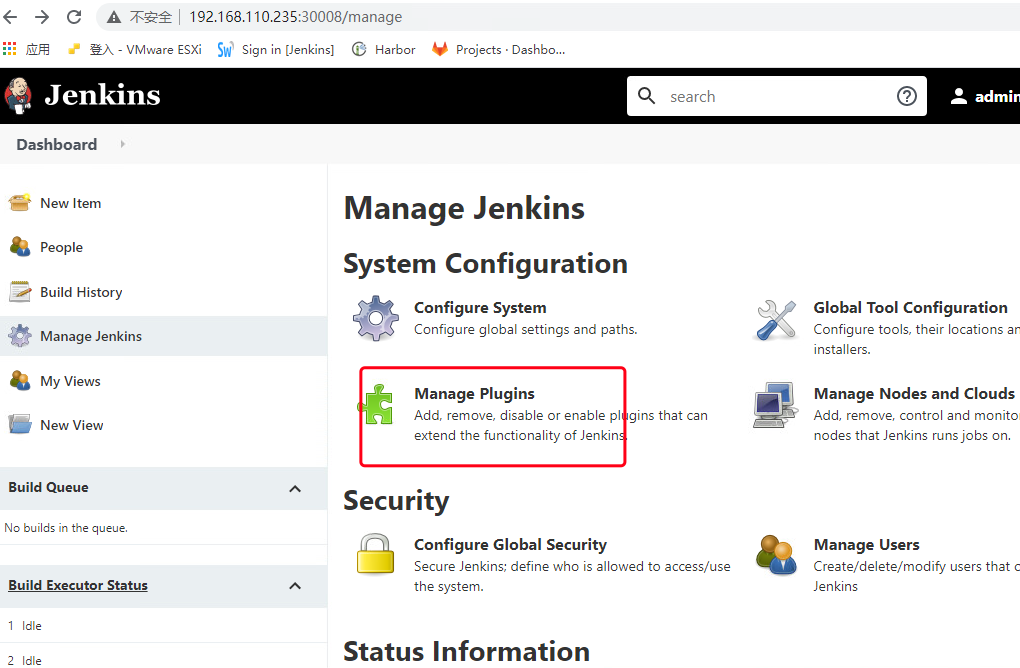 不安全 | 192.168.110.235:30008/manage
应用 登入 - VMware ESXi Sign in [Jenkins] Harbor Projects · Dashbo...
Jenkins search admin
Dashboard
New Item
People
Build History
Manage Jenkins
My Views
New View
Build Queue
No builds in the queue.
Build Executor Status
1 Idle
2 Idle
Manage Jenkins
System Configuration
Configure System
Configure global settings and paths.
Global Tool Configuration
Configure tools, their locations an
installers.
Manage Plugins
Add, remove, disable or enable plugins that can
extend the functionality of Jenkins.
Manage Nodes and Clouds
Add, remove, control and monito
nodes that Jenkins runs jobs on.
Security
Configure Global Security
Secure Jenkins; define who is allowed to access/use
the system.
Manage Users
Create/delete/modify users that c
Jenkins
Status Information